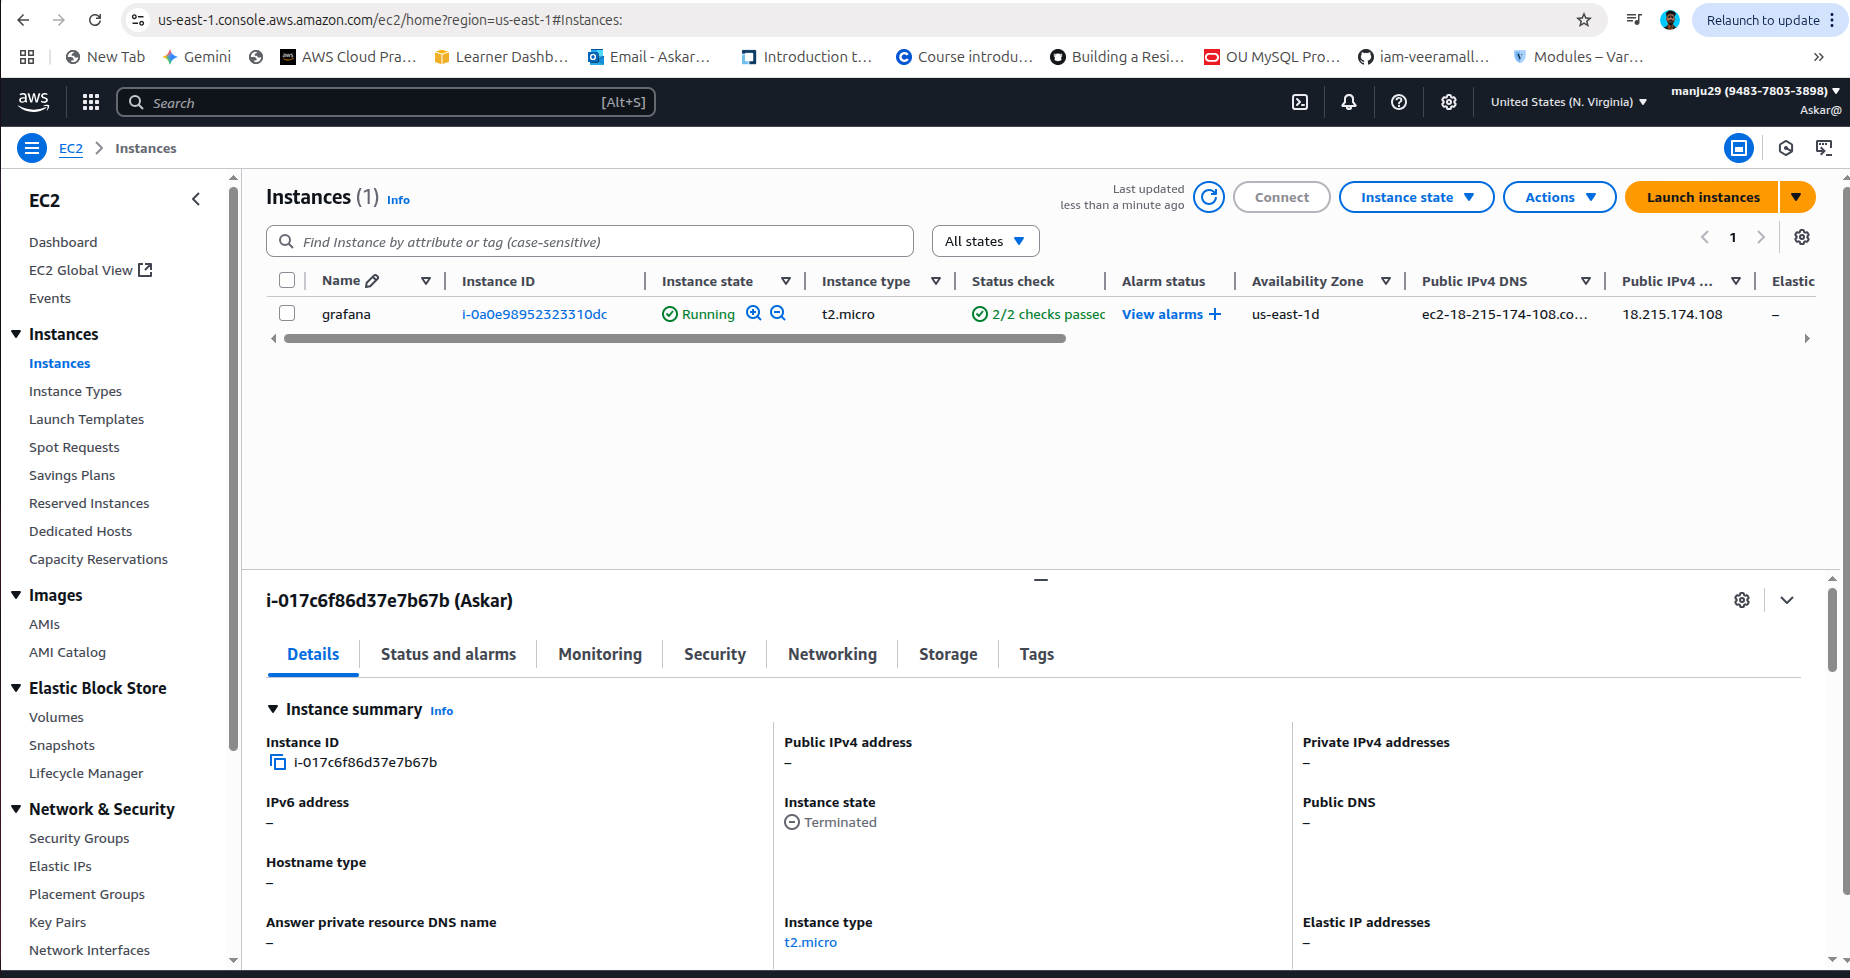 us-east-1.console.aws.amazon.com/ec2/home?region=us-east-1#Instances:
Relaunch to update
New Tab
Gemini
AWS Cloud Pra...
Learner Dashb...
Email - Askar...
Introduction t...
Course introdu...
Building a Resi...
OU MySQL Pro...
iam-veeramall...
Modules – Var...
aws
Search
[Alt+S]
United States (N. Virginia)
manju29 (9483-7803-3898)
Askar@
EC2
Instances
EC2
Dashboard
EC2 Global View
Events
Instances
Instances
Instance Types
Launch Templates
Spot Requests
Savings Plans
Reserved Instances
Dedicated Hosts
Capacity Reservations
Images
AMIs
AMI Catalog
Elastic Block Store
Volumes
Snapshots
Lifecycle Manager
Network & Security
Security Groups
Elastic IPs
Placement Groups
Key Pairs
Network Interfaces
Instances (1) Info
Last updated
less than a minute ago
Connect
Instance state
Actions
Launch instances
Find Instance by attribute or tag (case-sensitive)
All states
1
Name
Instance ID
Instance state
Instance type
Status check
Alarm status
Availability Zone
Public IPv4 DNS
Public IPv4 ...
Elastic
grafana
i-0a0e98952323310dc
Running
t2.micro
2/2 checks passec
View alarms +
us-east-1d
ec2-18-215-174-108.co...
18.215.174.108
–
i-017c6f86d37e7b67b (Askar)
Details
Status and alarms
Monitoring
Security
Networking
Storage
Tags
Instance summary Info
Instance ID
i-017c6f86d37e7b67b
Public IPv4 address
–
Private IPv4 addresses
–
IPv6 address
–
Instance state
Terminated
Public DNS
–
Hostname type
–
Answer private resource DNS name
–
Instance type
t2.micro
Elastic IP addresses
–